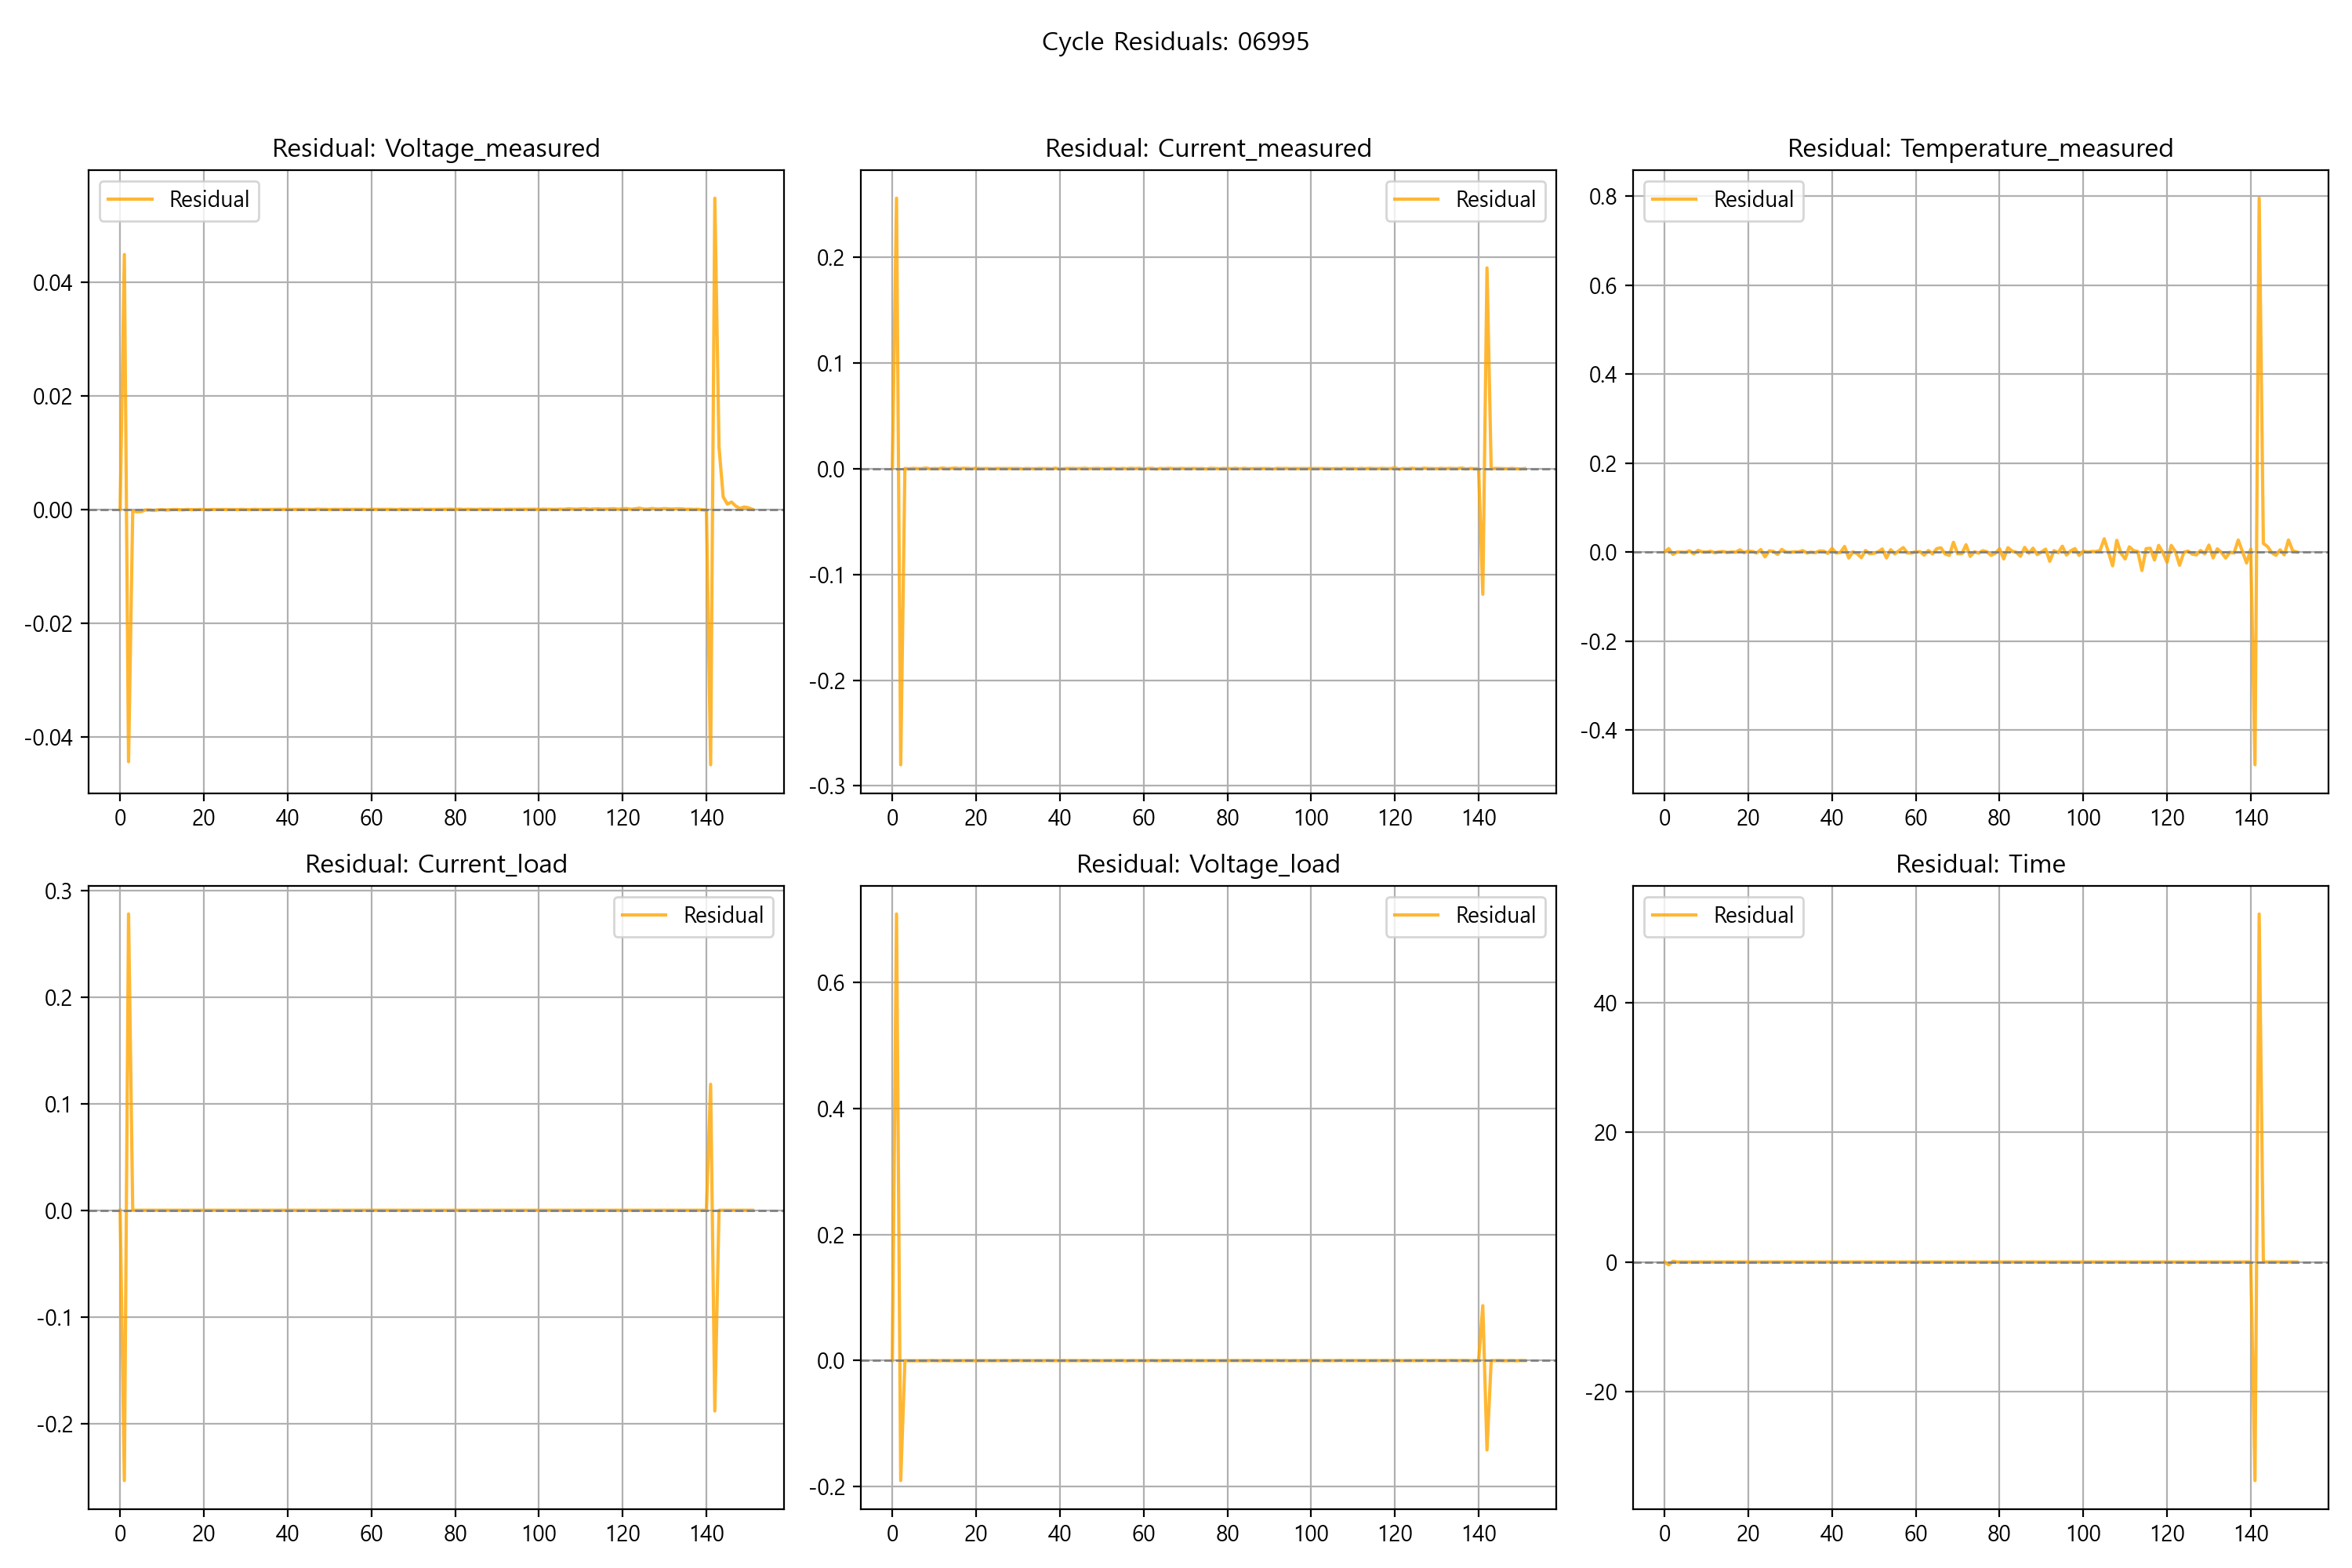 Cycle Residuals: 06995
Residual: Voltage_measured
Residual
0.04
0.02
0.00
-0.02
-0.04
0 20 40 60 80 100 120 140
Residual: Current_measured
Residual
0.2
0.1
0.0
-0.1
-0.2
-0.3
0 20 40 60 80 100 120 140
Residual: Temperature_measured
Residual
0.8
0.6
0.4
0.2
0.0
-0.2
-0.4
0 20 40 60 80 100 120 140
Residual: Current_load
Residual
0.3
0.2
0.1
0.0
-0.1
-0.2
0 20 40 60 80 100 120 140
Residual: Voltage_load
Residual
0.6
0.4
0.2
0.0
-0.2
0 20 40 60 80 100 120 140
Residual: Time
Residual
40
20
0
-20
0 20 40 60 80 100 120 140